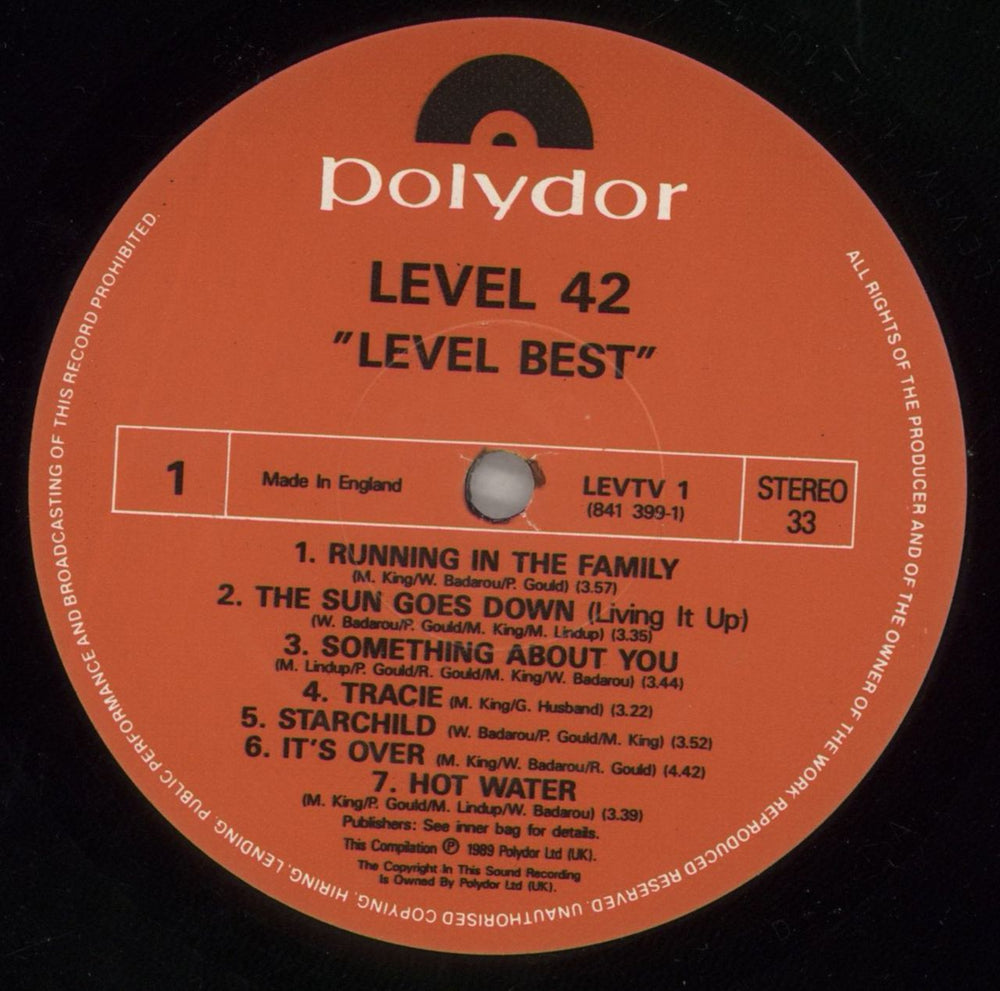 polydor
LEVEL 42
"LEVEL BEST"
1
Made In England
LEVTV 1
(841 399-1)
STEREO
33
1. RUNNING IN THE FAMILY
(M. King/W. Badarou/P. Gould) (3.57)
2. THE SUN GOES DOWN (Living It Up)
(W. Badarou/P. Gould/M. King/M. Lindup) (3.35)
3. SOMETHING ABOUT YOU
(M. Lindup/P. Gould/R. Gould/M. King/W. Badarou) (3.44)
4. TRACIE (M. King/G. Husband) (3.22)
5. STARCHILD (W. Badarou/P. Gould/M. King) (3.52)
6. IT'S OVER (M. King/W. Badarou/R. Gould) (4.42)
7. HOT WATER
(M. King/P. Gould/M. Lindup/W. Badarou) (3.39)
Publishers: See inner bag for details.
This Compilation Ⓟ 1989 Polydor Ltd (UK).
The Copyright In This Sound Recording
Is Owned By Polydor Ltd (UK).
ALL RIGHTS OF THE PRODUCER AND OF THE OWNER OF THE WORK REPRODUCED RESERVED. UNAUTHORISED COPYING, HIRING, LENDING, PUBLIC PERFORMANCE AND BROADCASTING OF THIS RECORD PROHIBITED.